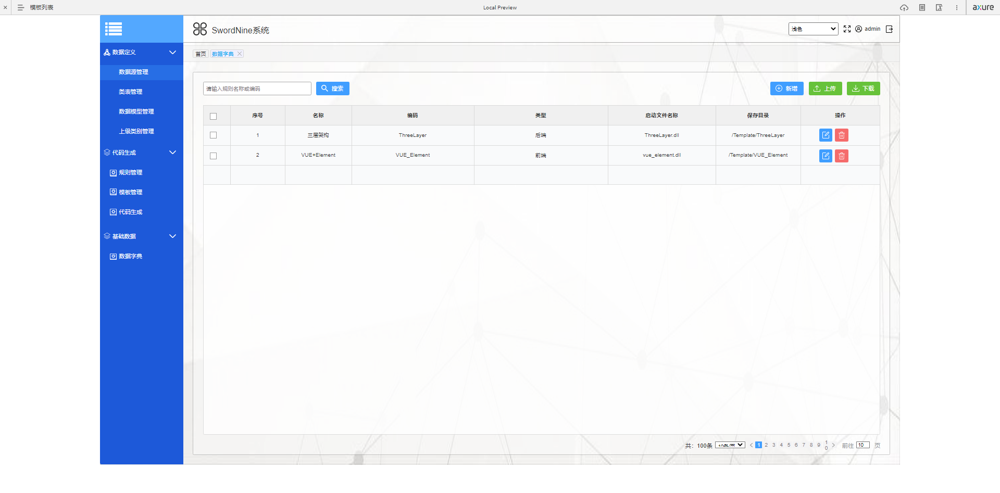 模板列表
Local Preview
axure
SwordNine系统
浅色
admin
数据定义
数据源管理
类表管理
数据模型管理
上级类别管理
代码生成
规则管理
模板管理
代码生成
基础数据
数据字典
首页 数据字典
请输入规则名称或编码 搜索 新增 上传 下载
序号 名称 编码 类型 启动文件名称 保存目录 操作
1 三层架构 ThreeLayer 后端 ThreeLayer.dll /Template/ThreeLayer
2 VUE+Element VUE_Element 前端 vue_element.dll /Template/VUE_Element
共：100条 10条/页 < 1 2 3 4 5 6 7 8 9 10 > 前往 10 页